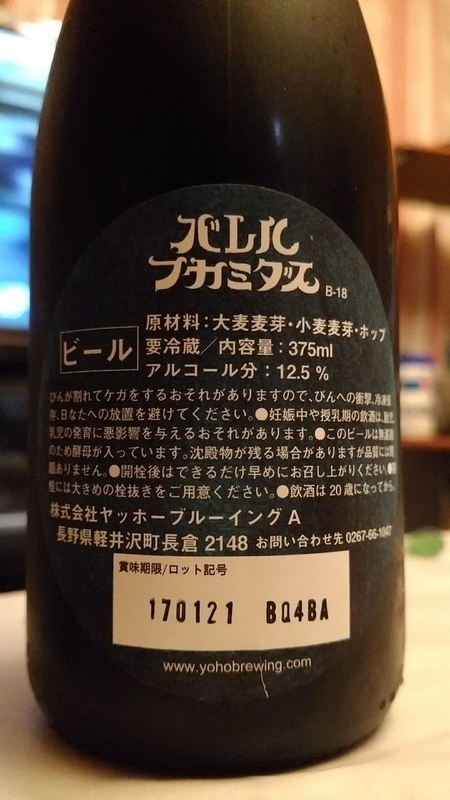 バレル
フカミダス
B-18
ビール
原材料：大麦麦芽・小麦麦芽・ホップ
要冷蔵／内容量：375ml
アルコール分：12.5 %
びんが割れてケガをするおそれがありますので、びんへの衝撃、冷凍保
存、日なたへの放置を避けてください。●妊娠中や授乳期の飲酒は、胎児・
乳児の発育に悪影響を与えるおそれがあります。●このビールは無濾過
のため酵母が入っています。沈殿物が残る場合がありますが品質には問
題ありません。●開栓後はできるだけ早めにお召し上がりください。●開
栓には大きめの栓抜きをご用意ください。●飲酒は20歳になってから。
株式会社ヤッホーブルーイング A
長野県軽井沢町長倉 2148 お問い合わせ先 0267-66-1047
賞味期限/ロット記号
170121 BQ4BA
www.yohobrewing.com